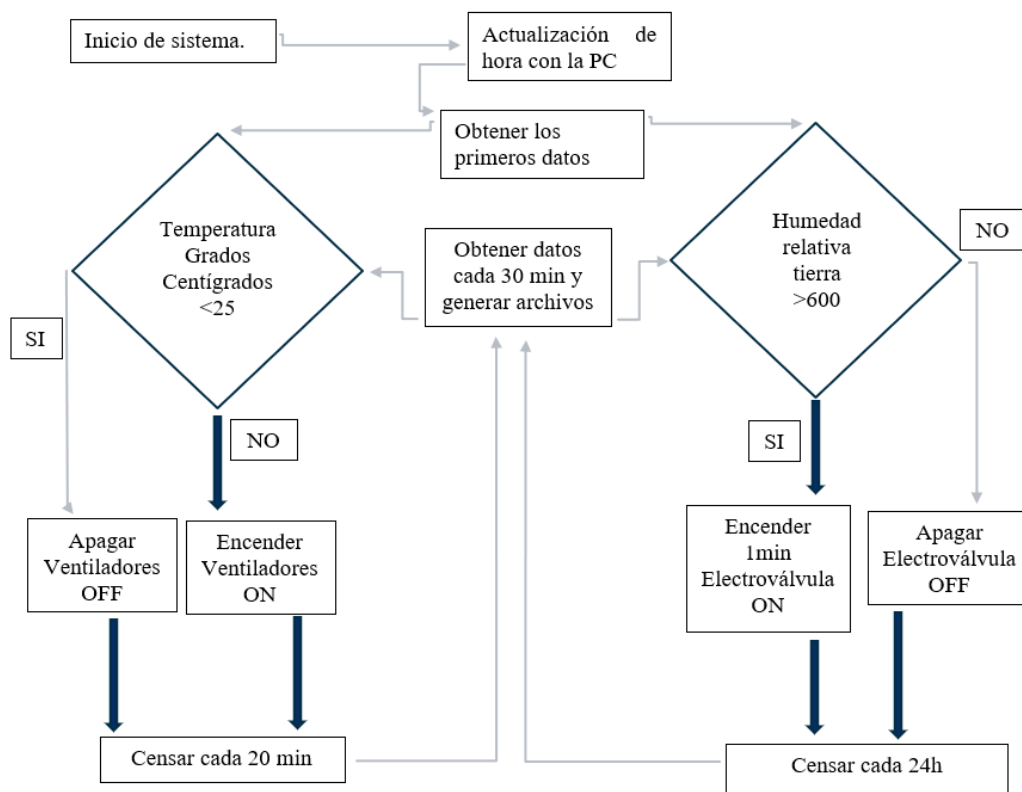 Inicio de sistema.
Actualización de
hora con la PC
Obtener los
primeros datos
Temperatura
Grados
Centígrados
<25
Obtener datos
cada 30 min y
generar archivos
Humedad
relativa
tierra
>600
NO
SI
NO
SI
Apagar
Ventiladores
OFF
Encender
Ventiladores
ON
Encender
1min
Electroválvula
ON
Apagar
Electroválvula
OFF
Censar cada 20 min
Censar cada 24h